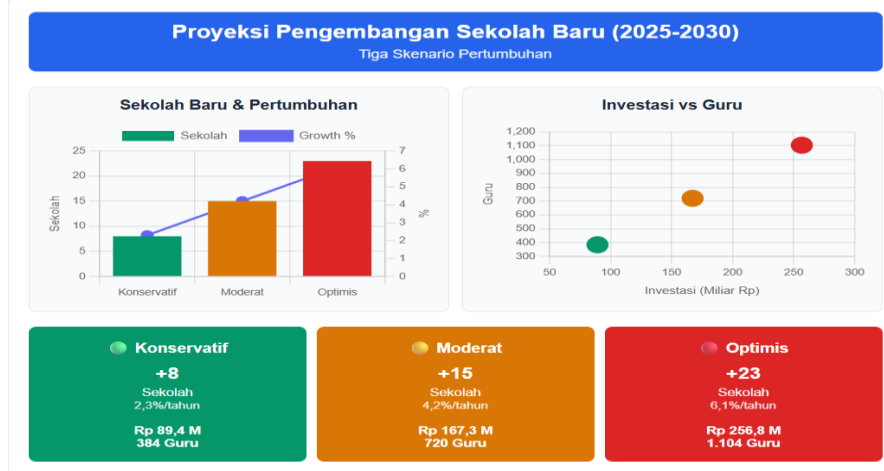 Proyeksi Pengembangan Sekolah Baru (2025-2030)
Tiga Skenario Pertumbuhan
Sekolah Baru & Pertumbuhan
Sekolah
Growth %
25
20
15
10
5
0
Sekolah
7
6
5
4
3
2
1
0
%
Konservatif
Moderat
Optimis
Investasi vs Guru
1,200
1,100
1,000
900
800
700
600
500
400
300
Guru
50
100
150
200
250
300
Investasi (Miliar Rp)
Konservatif
+8
Sekolah
2,3%/tahun
Rp 89,4 M
384 Guru
Moderat
+15
Sekolah
4,2%/tahun
Rp 167,3 M
720 Guru
Optimis
+23
Sekolah
6,1%/tahun
Rp 256,8 M
1.104 Guru